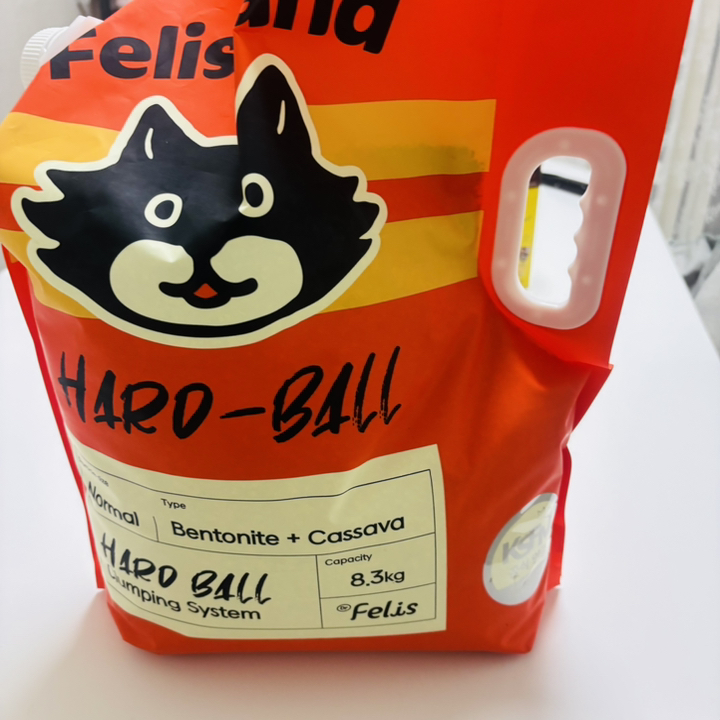 Felis
HARD-BALL
Normal
Type
Bentonite + Cassava
HARD BALL
Clumping System
Capacity
8.3kg
Felis